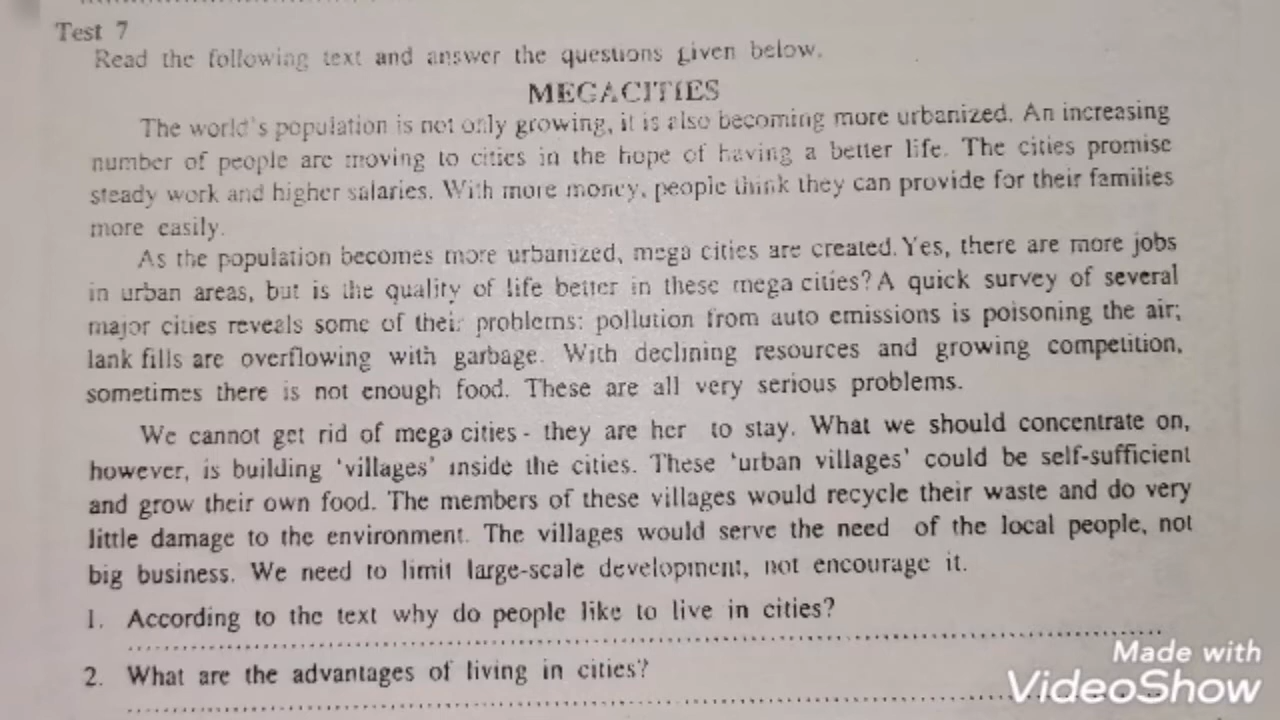 Test 7
Read the following text and answer the questions given below.
MEGACITIES
The world's population is not only growing, it is also becoming more urbanized. An increasing
number of people are moving to cities in the hope of having a better life. The cities promise
steady work and higher salaries. With more money, people think they can provide for their families
more easily.
As the population becomes more urbanized, mega cities are created. Yes, there are more jobs
in urban areas, but is the quality of life better in these mega cities? A quick survey of several
major cities reveals some of their problems: pollution from auto emissions is poisoning the air;
lank fills are overflowing with garbage. With declining resources and growing competition,
sometimes there is not enough food. These are all very serious problems.
We cannot get rid of mega cities - they are her to stay. What we should concentrate on,
however, is building 'villages' inside the cities. These 'urban villages' could be self-sufficient
and grow their own food. The members of these villages would recycle their waste and do very
little damage to the environment. The villages would serve the need of the local people, not
big business. We need to limit large-scale development, not encourage it.
1. According to the text why do people like to live in cities?
2. What are the advantages of living in cities?
Made with
VideoShow